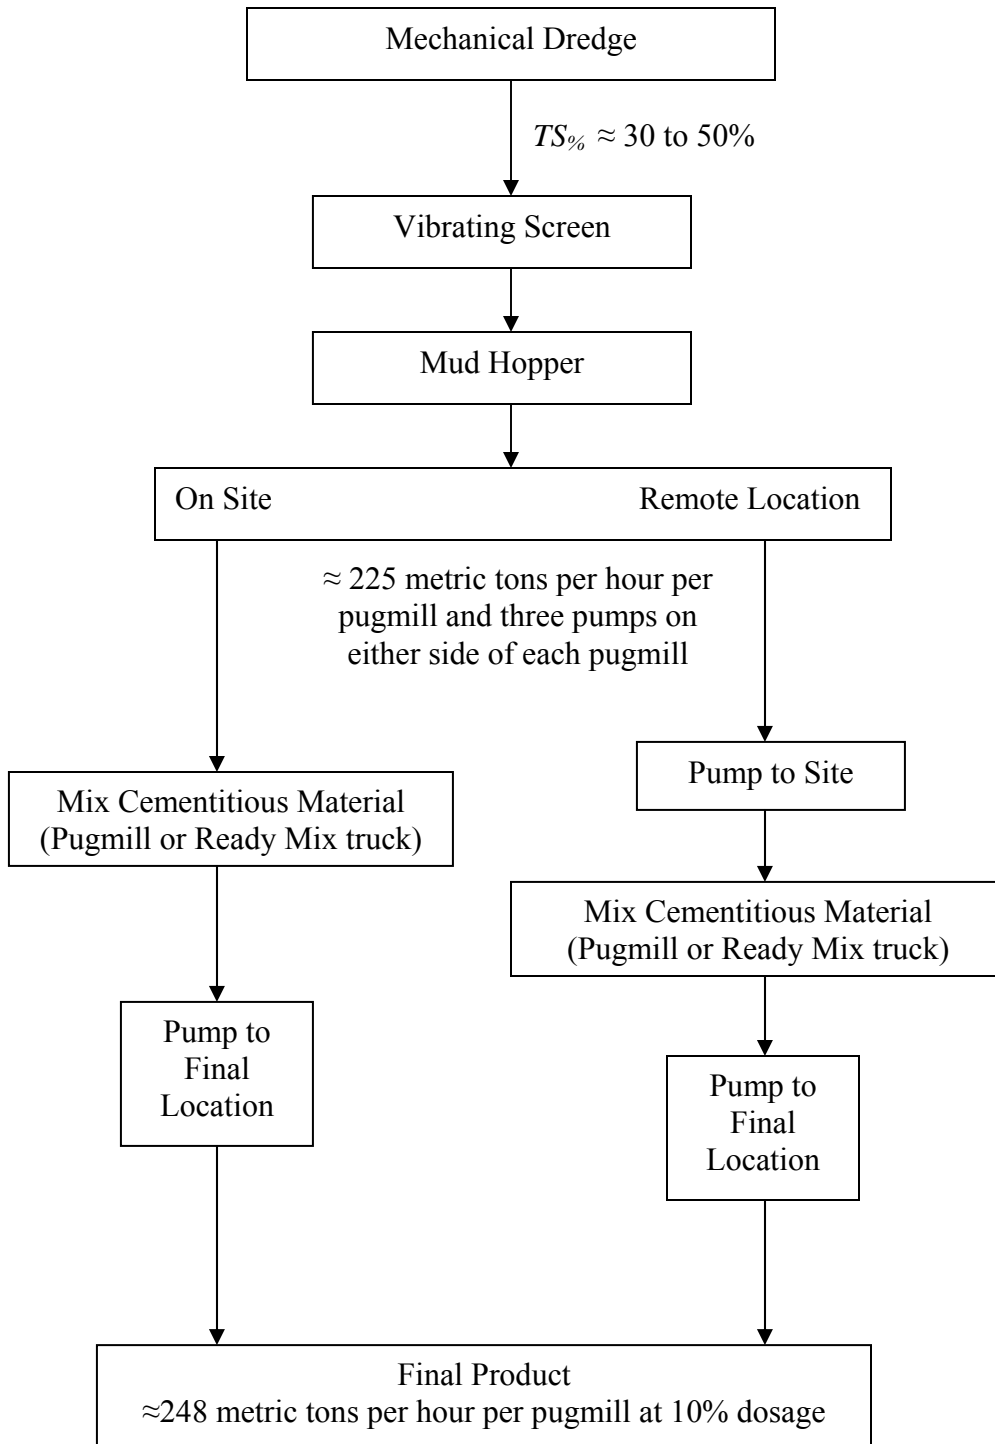 Mechanical Dredge
TS% ≈ 30 to 50%
Vibrating Screen
Mud Hopper
On Site
Remote Location
≈ 225 metric tons per hour per
pugmill and three pumps on
either side of each pugmill
Mix Cementitious Material
(Pugmill or Ready Mix truck)
Pump to
Final
Location
Pump to Site
Mix Cementitious Material
(Pugmill or Ready Mix truck)
Pump to
Final
Location
Final Product
≈248 metric tons per hour per pugmill at 10% dosage